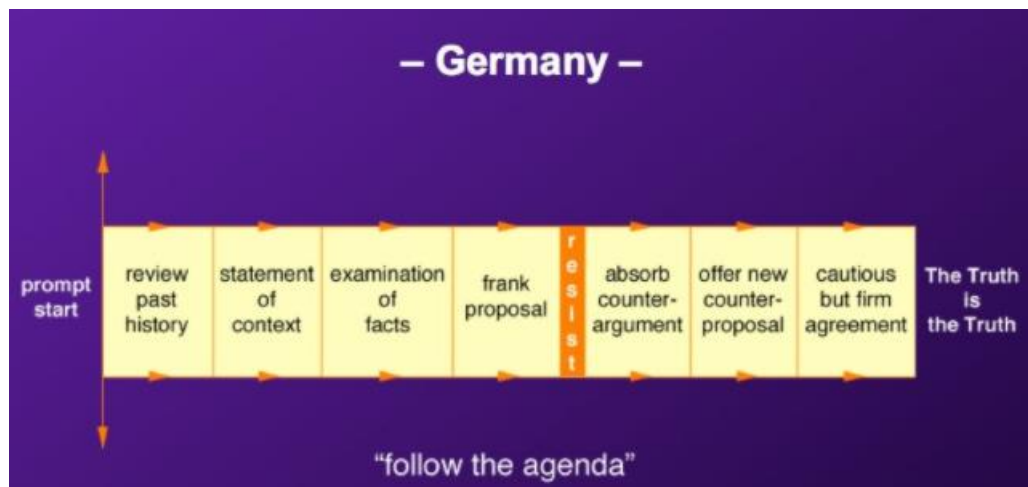 – Germany –
prompt
start
review
past
history
statement
of
context
examination
of
facts
frank
proposal
resist
absorb
counter-
argument
offer new
counter-
proposal
cautious
but firm
agreement
The Truth
is
the Truth
“follow the agenda”